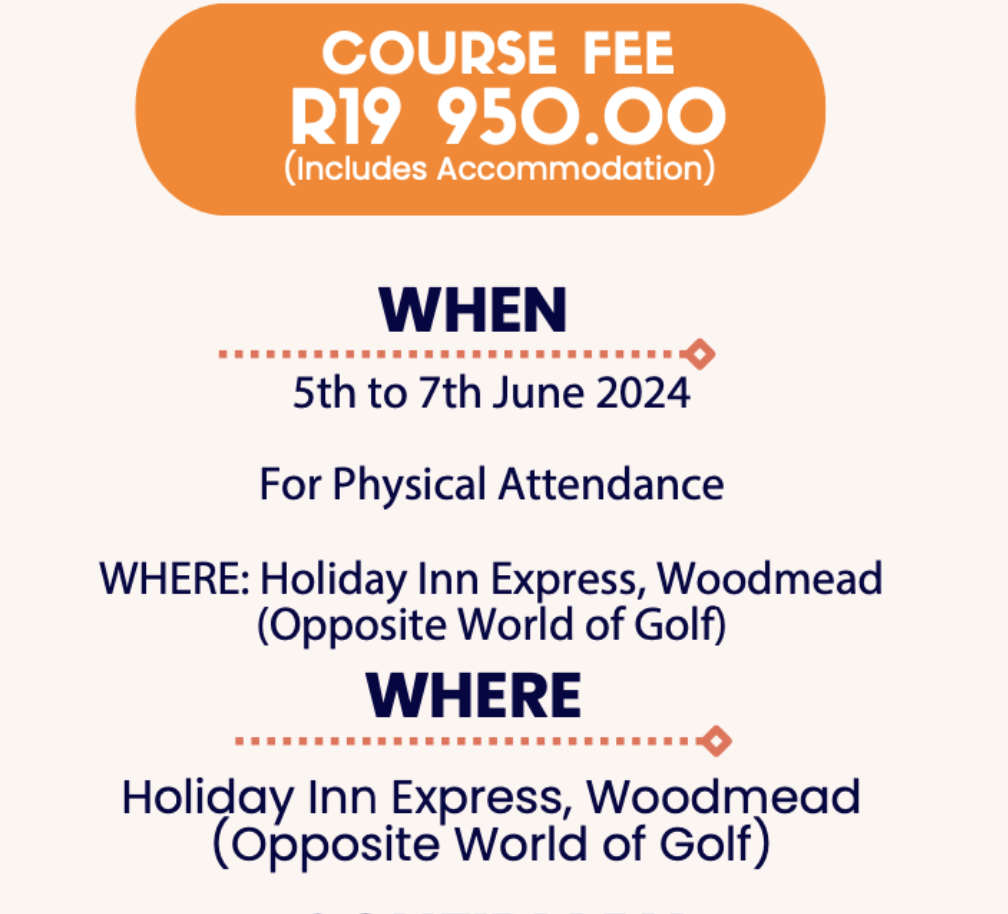 COURSE FEE
R19 950.00
(Includes Accommodation)
WHEN
5th to 7th June 2024
For Physical Attendance
WHERE: Holiday Inn Express, Woodmead
(Opposite World of Golf)
WHERE
Holiday Inn Express, Woodmead
(Opposite World of Golf)